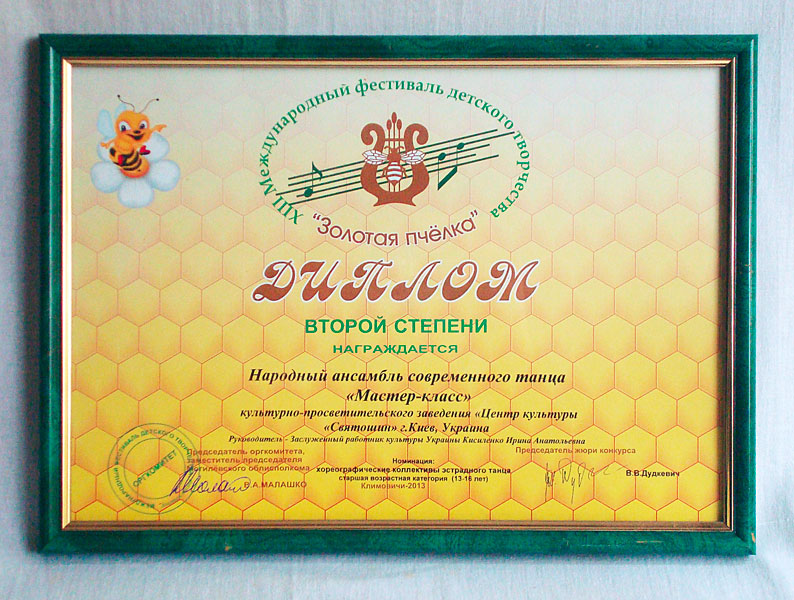 XIII Международный фестиваль детского творчества
“Золотая пчёлка”
ДИПЛОМ
ВТОРОЙ СТЕПЕНИ
НАГРАЖДАЕТСЯ
Народный ансамбль современного танца
«Мастер-класс»
культурно-просветительского заведения «Центр культуры
«Святошин» г.Киев, Украина
Руководитель - Заслуженный работник культуры Украины Кисиленко Ирина Анатольевна
Председатель оргкомитета,
заместитель председателя
Могилевского облисполкома
А.МАЛАШКО
ОРГКОМИТЕТ
Номинация:
хореографические коллективы эстрадного танца
старшая возрастная категория (13-16 лет)
Климовичи-2013
Председатель жюри конкурса
В.В.Дудкевич